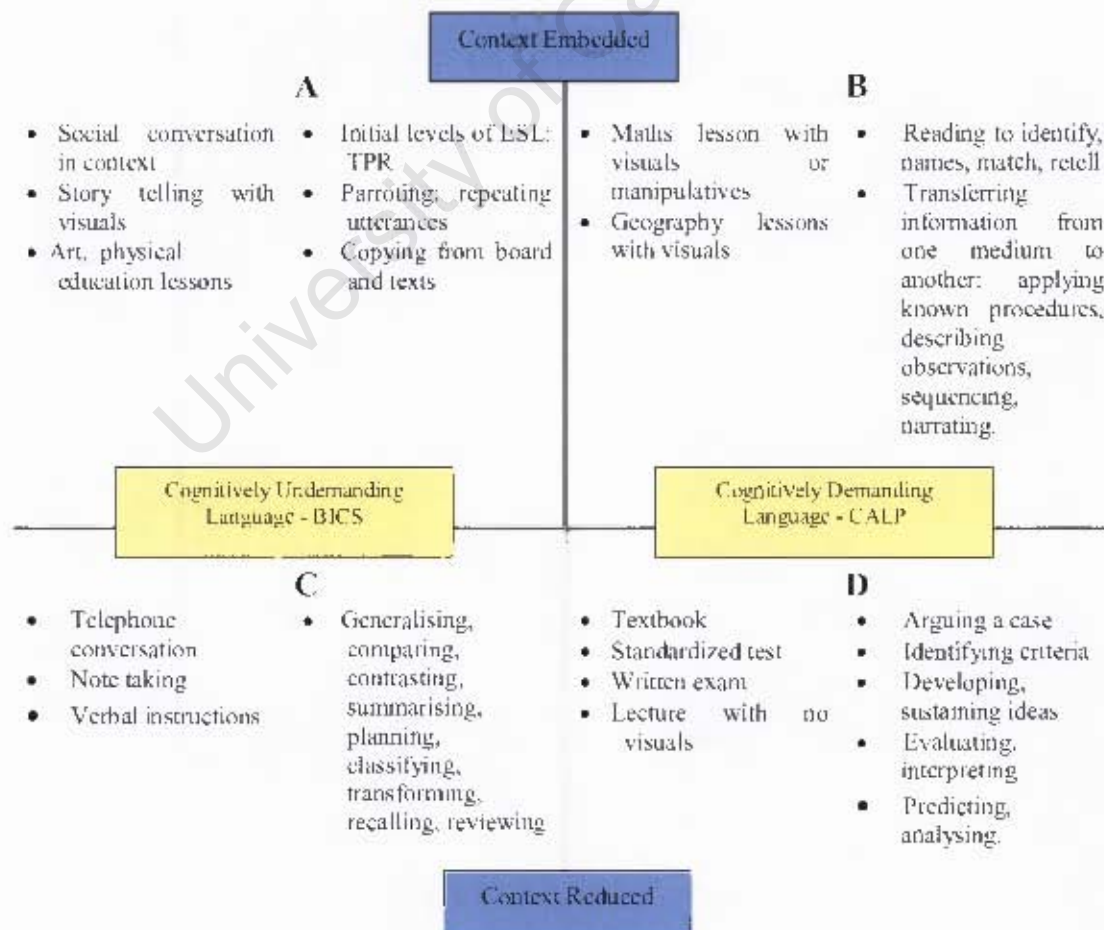 Context Embedded
A
• Social conversation
in context
• Story telling with
visuals
• Art, physical
education lessons
• Initial levels of ESL:
TPR
• Parroting: repeating
utterances
• Copying from board
and texts
B
• Maths lesson with
visuals or
manipulatives
• Geography lessons
with visuals
• Reading to identify,
names, match, retell
• Transferring
information from
one medium to
another: applying
known procedures,
describing
observations,
sequencing,
narrating.
Cognitively Undemanding
Language - BICS
Cognitively Demanding
Language - CALP
C
• Telephone
conversation
• Note taking
• Verbal instructions
• Generalising,
comparing,
contrasting,
summarising,
planning,
classifying,
transforming,
recalling, reviewing
D
• Textbook
• Standardized test
• Written exam
• Lecture with no
visuals
• Arguing a case
• Identifying criteria
• Developing,
sustaining ideas
• Evaluating,
interpreting
• Predicting,
analysing.
Context Reduced
University of